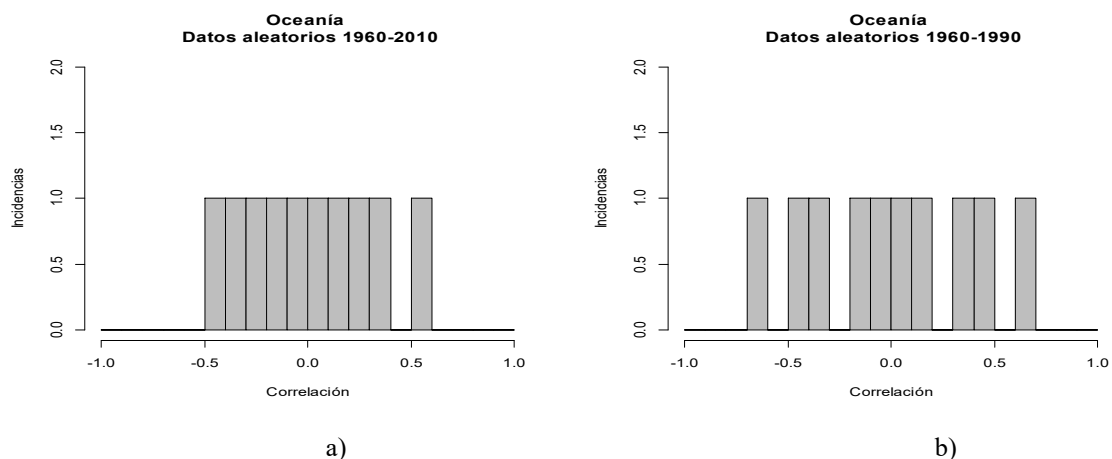 Oceanía
Datos aleatorios 1960-2010
2.0
1.5
1.0
0.5
0.0
Incidencias
-1.0 -0.5 0.0 0.5 1.0
Correlación
a)
Oceanía
Datos aleatorios 1960-1990
2.0
1.5
1.0
0.5
0.0
Incidencias
-1.0 -0.5 0.0 0.5 1.0
Correlación
b)